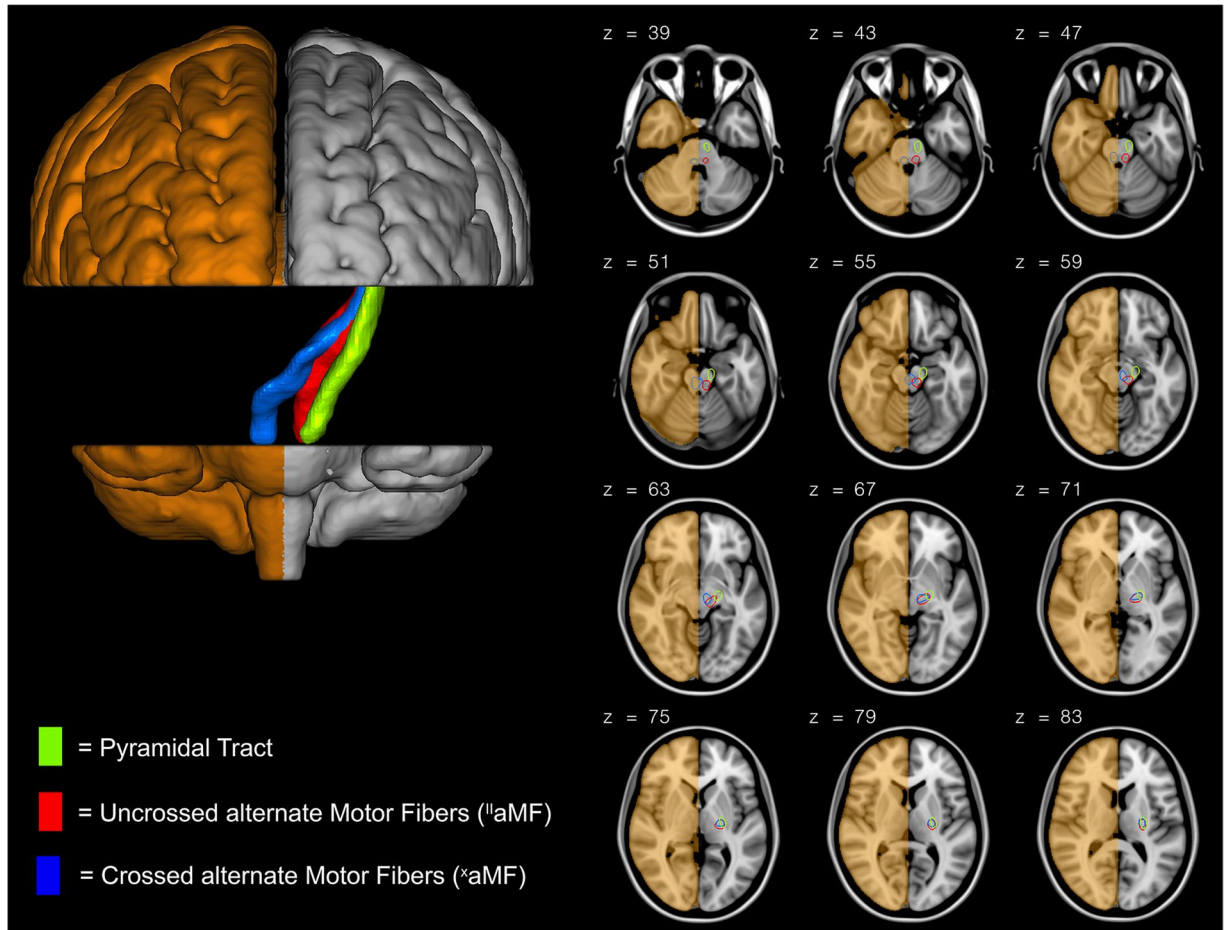 z = 39
z = 43
z = 47
z = 51
z = 55
z = 59
z = 63
z = 67
z = 71
z = 75
z = 79
z = 83
= Pyramidal Tract
= Uncrossed alternate Motor Fibers (ᴵᴵaMF)
= Crossed alternate Motor Fibers (ˣaMF)